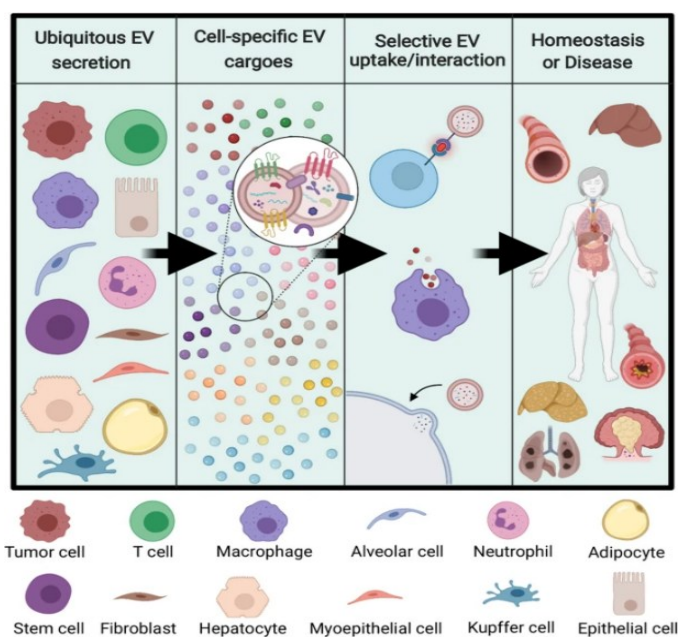 Ubiquitous EV
secretion
Cell-specific EV
cargoes
Selective EV
uptake/interaction
Homeostasis
or Disease
Tumor cell
T cell
Macrophage
Alveolar cell
Neutrophil
Adipocyte
Stem cell
Fibroblast
Hepatocyte
Myoepithelial cell
Kupffer cell
Epithelial cell